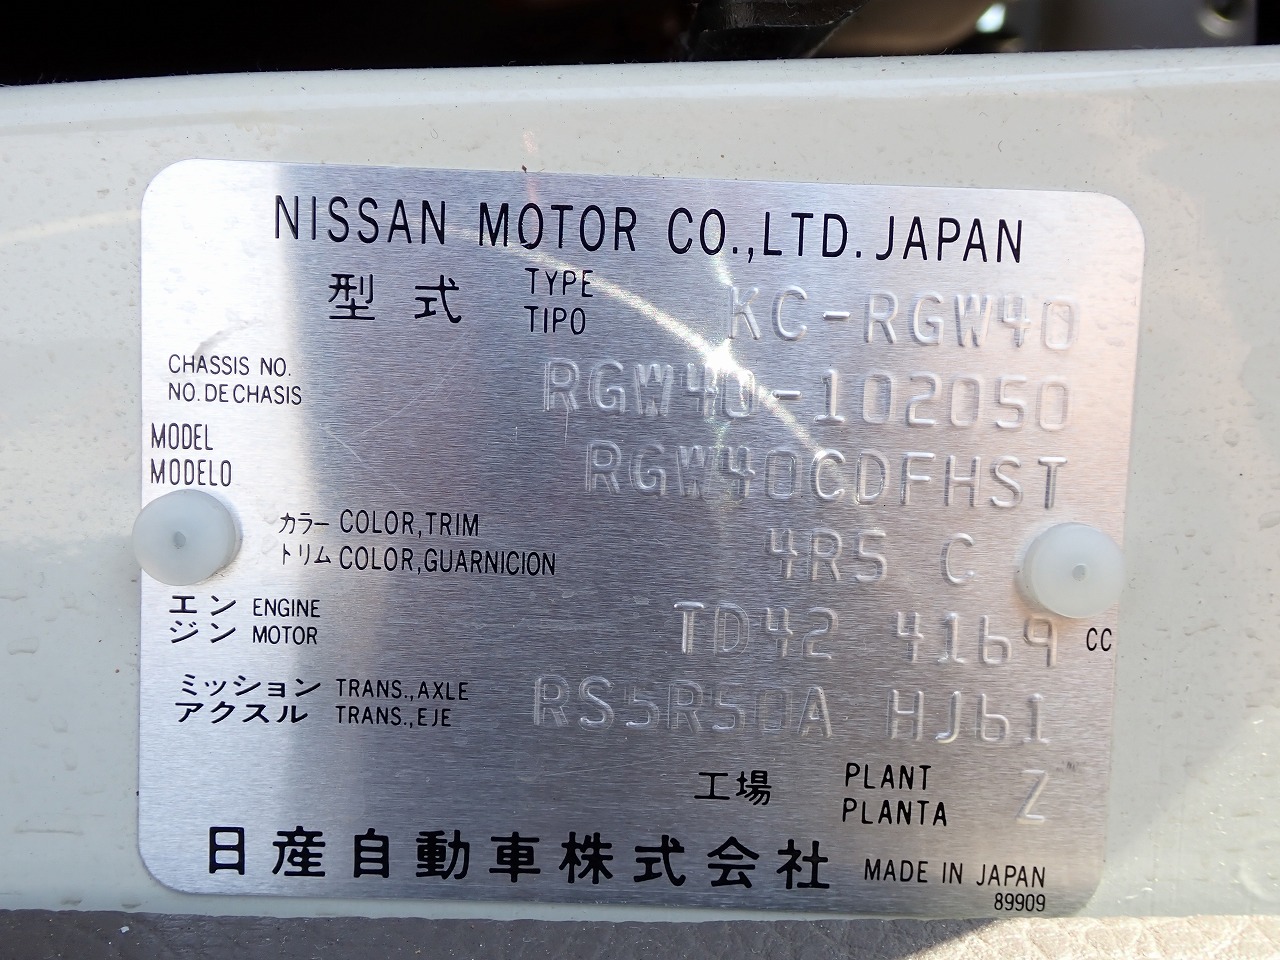 NISSAN MOTOR CO.,LTD. JAPAN
型式 TYPE TIPO KC-RGW40
CHASSIS NO.
NO. DE CHASIS RGW40-102050
MODEL
MODELO RGW40CDFHST
カラー COLOR,TRIM
トリム COLOR,GUARNICION 4R5 C
エン ENGINE
ジン MOTOR TD42 4169 CC
ミッション TRANS.,AXLE
アクスル TRANS.,EJE RS5R50A HJ61
工場 PLANT PLANTA Z
日産自動車株式会社 MADE IN JAPAN
89909